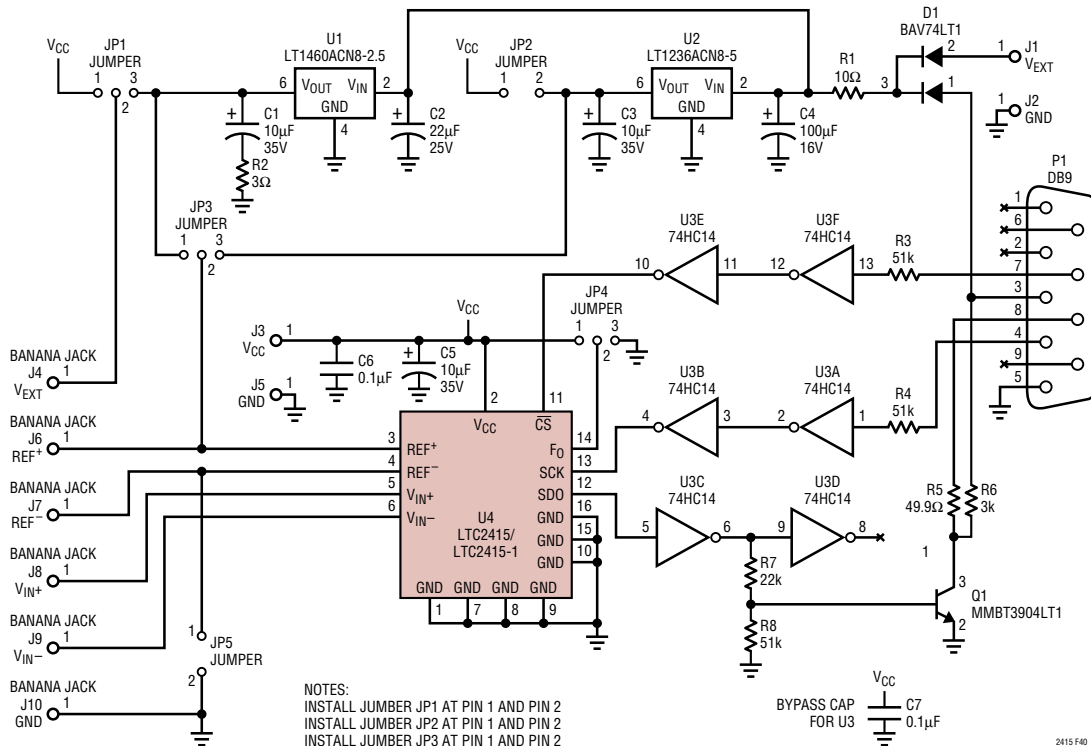 VCC
JP1
JUMPER
1
3
2
U1
LT1460ACN8-2.5
6
VOUT
VIN
2
GND
4
+
C1
10µF
35V
R2
3Ω
+
C2
22µF
25V
VCC
JP2
JUMPER
1
2
U2
LT1236ACN8-5
6
VOUT
VIN
2
GND
4
+
C3
10µF
35V
+
C4
100µF
16V
R1
10Ω
3
D1
BAV74LT1
2
1
1
J1
VEXT
1
J2
GND
P1
DB9
1
6
2
7
3
8
4
9
5
JP3
JUMPER
1
3
2
U3E
74HC14
10
11
U3F
74HC14
12
13
R3
51k
VCC
J3
VCC
1
C6
0.1µF
+
C5
10µF
35V
JP4
JUMPER
1
3
2
J5
GND
1
BANANA JACK
J4
VEXT
1
BANANA JACK
J6
REF+
1
BANANA JACK
J7
REF−
1
BANANA JACK
J8
VIN+
1
BANANA JACK
J9
VIN−
1
BANANA JACK
J10
GND
1
2
VCC
11
CS
3
REF+
4
REF−
5
VIN+
6
VIN−
U4
LTC2415/
LTC2415-1
FO
14
SCK
13
SDO
12
GND
16
GND
15
GND
10
GND GND GND GND
1 7 8 9
U3B
74HC14
4
3
U3A
74HC14
2
1
R4
51k
U3C
74HC14
5
6
U3D
74HC14
9
8
R7
22k
R8
51k
R5
49.9Ω
R6
3k
1
3
2
Q1
MMBT3904LT1
1
JP5
JUMPER
2
NOTES:
INSTALL JUMBER JP1 AT PIN 1 AND PIN 2
INSTALL JUMBER JP2 AT PIN 1 AND PIN 2
INSTALL JUMBER JP3 AT PIN 1 AND PIN 2
VCC
BYPASS CAP
FOR U3
C7
0.1µF
2415 F40